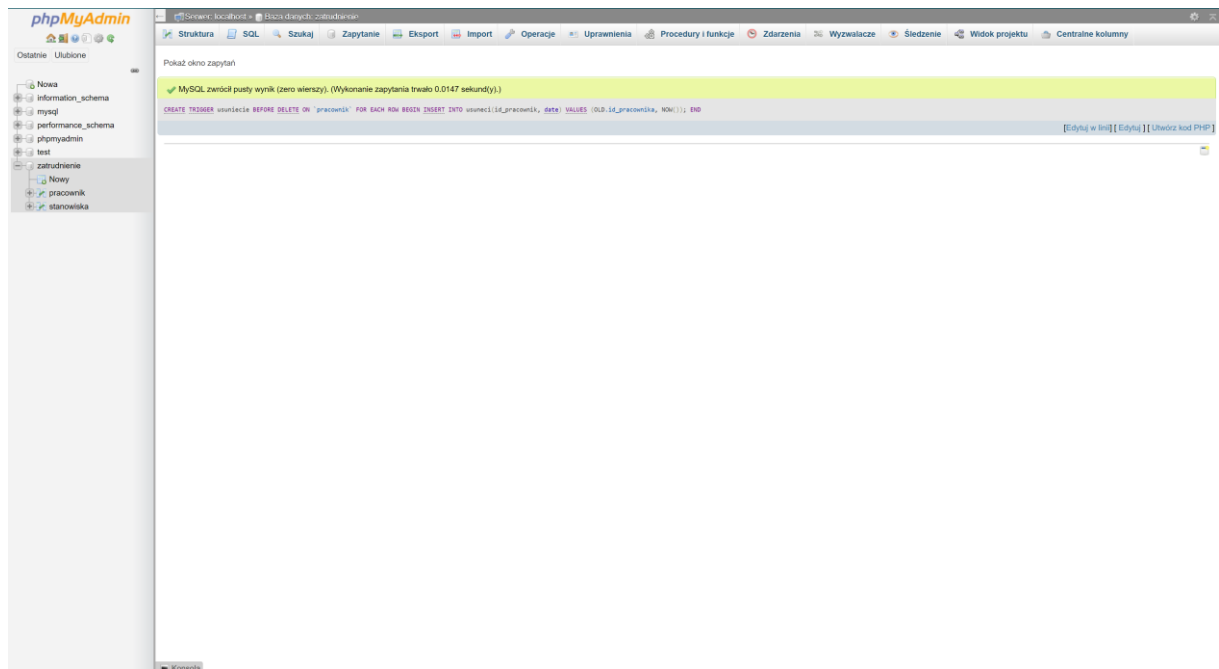 phpMyAdmin
Ostatnie Ulubione
Nowa
information_schema
mysql
performance_schema
phpmyadmin
test
zatrudnienie
Nowy
pracownik
stanowiska
Serwer: localhost » Baza danych: zatrudnienie
Struktura SQL Szukaj Zapytanie Eksport Import Operacje Uprawnienia Procedury i funkcje Zdarzenia Wyzwalacze Śledzenie Widok projektu Centralne kolumny
Pokaż okno zapytań
MySQL zwrócił pusty wynik (zero wierszy). (Wykonanie zapytania trwało 0.0147 sekund(y).)
CREATE TRIGGER usuniecie BEFORE DELETE ON `pracownik` FOR EACH ROW BEGIN INSERT INTO usuneci(id_pracownik, date) VALUES (OLD.id_pracownika, NOW()); END
[Edytuj w linii] [ Edytuj ] [ Utwórz kod PHP ]
Konsola